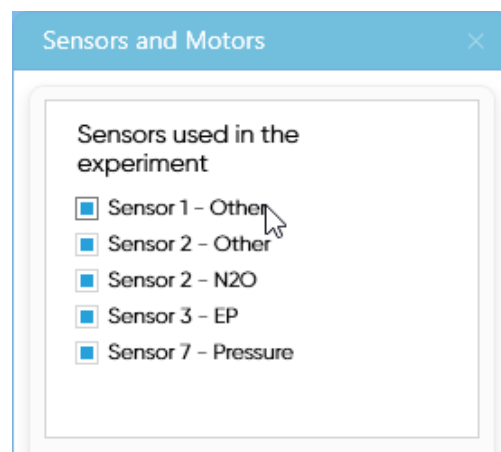 Sensors and Motors
Sensors used in the
experiment
Sensor 1 - Other
Sensor 2 - Other
Sensor 2 - N2O
Sensor 3 - EP
Sensor 7 - Pressure